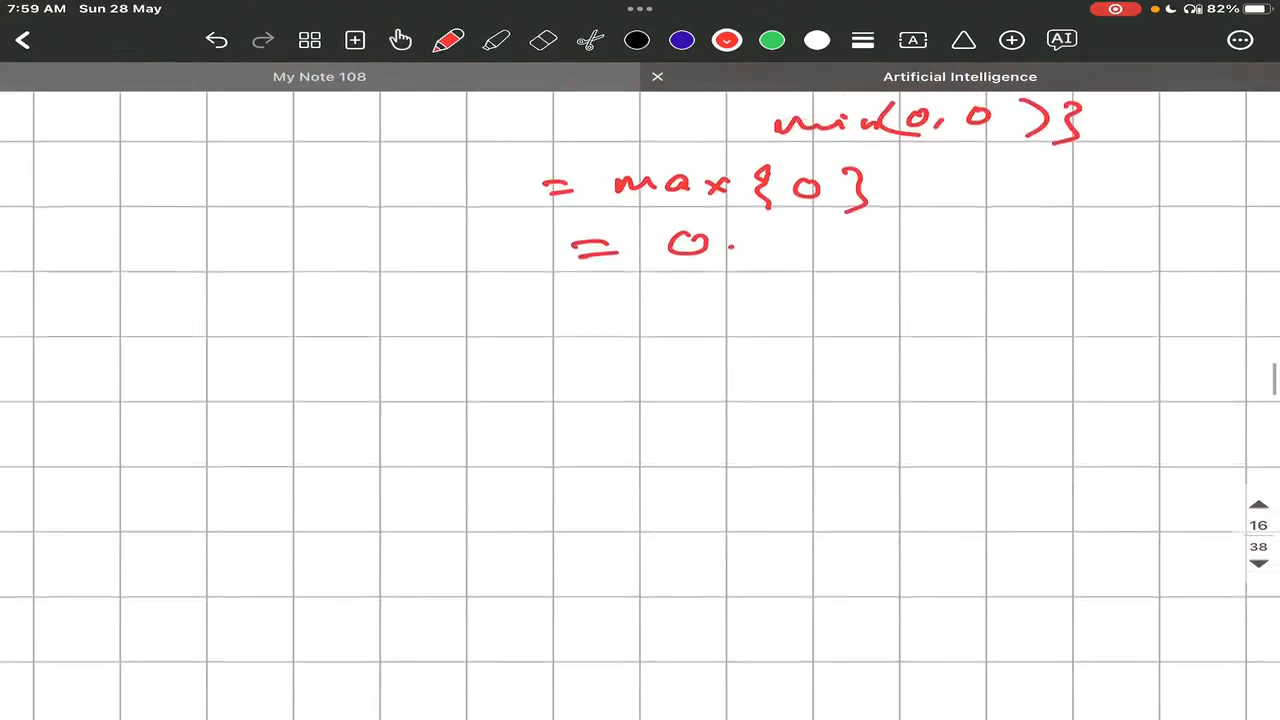 7:59 AM Sun 28 May
82%
AI
My Note 108
Artificial Intelligence
min(0, 0 )}
= max {0}
= 0.
16
38